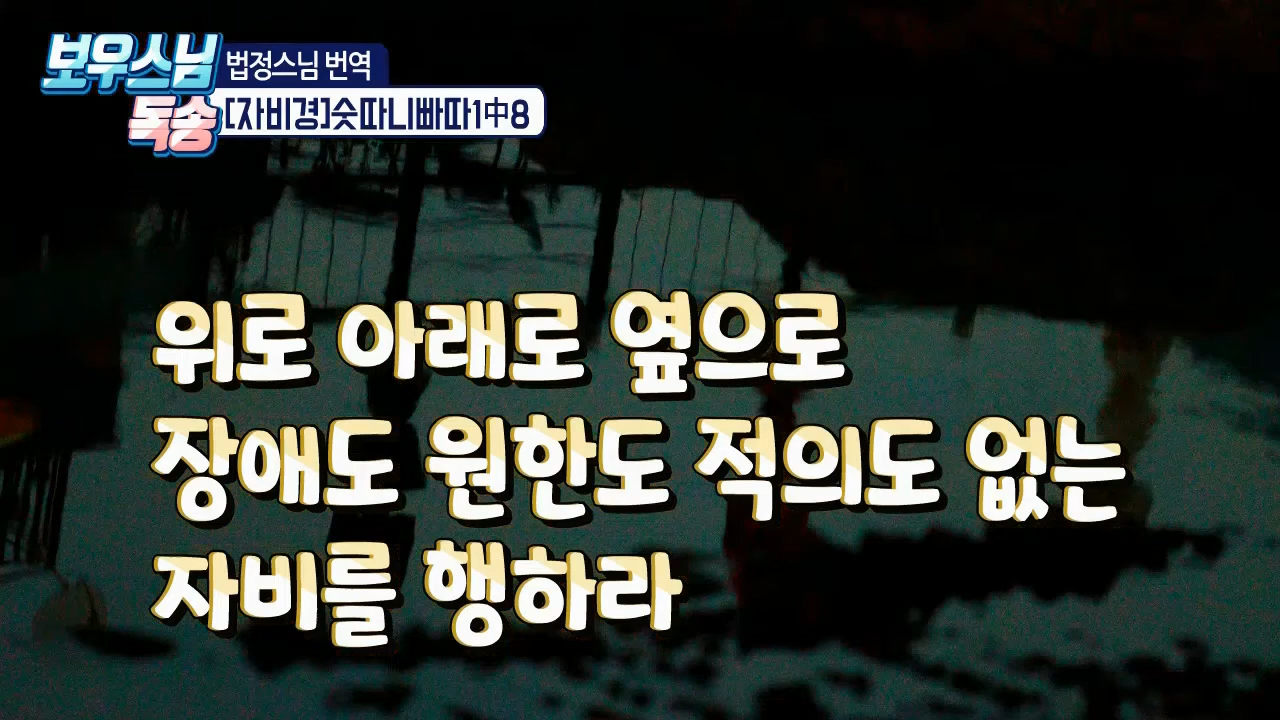 보우스님
법정스님 번역
독송
[자비경]숫따니빠따1中8
위로 아래로 옆으로
장애도 원한도 적의도 없는
자비를 행하라